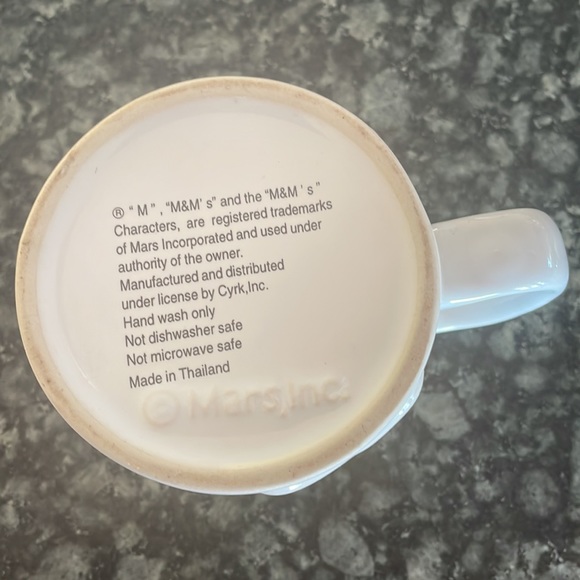 ® “ M ” , “M&M' s” and the “M&M ' s ”
Characters, are registered trademarks
of Mars Incorporated and used under
authority of the owner.
Manufactured and distributed
under license by Cyrk,Inc.
Hand wash only
Not dishwasher safe
Not microwave safe
Made in Thailand
© Mars,Inc.